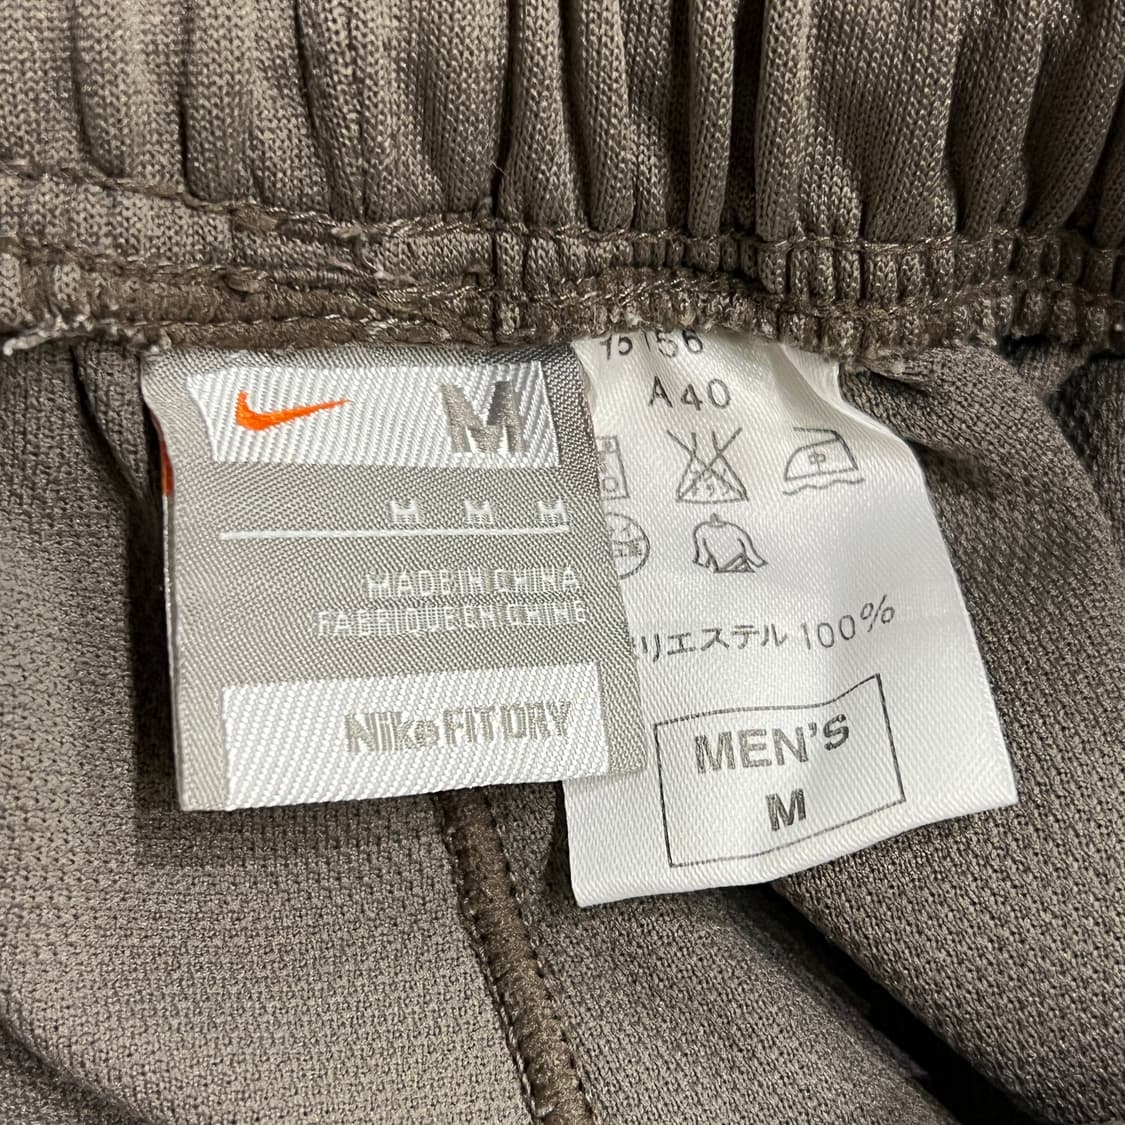 M
M M M
MADE IN CHINA
FABRIQUE EN CHINE
Nike FIT DRY
A40
リエステル 100%
MEN'S
M